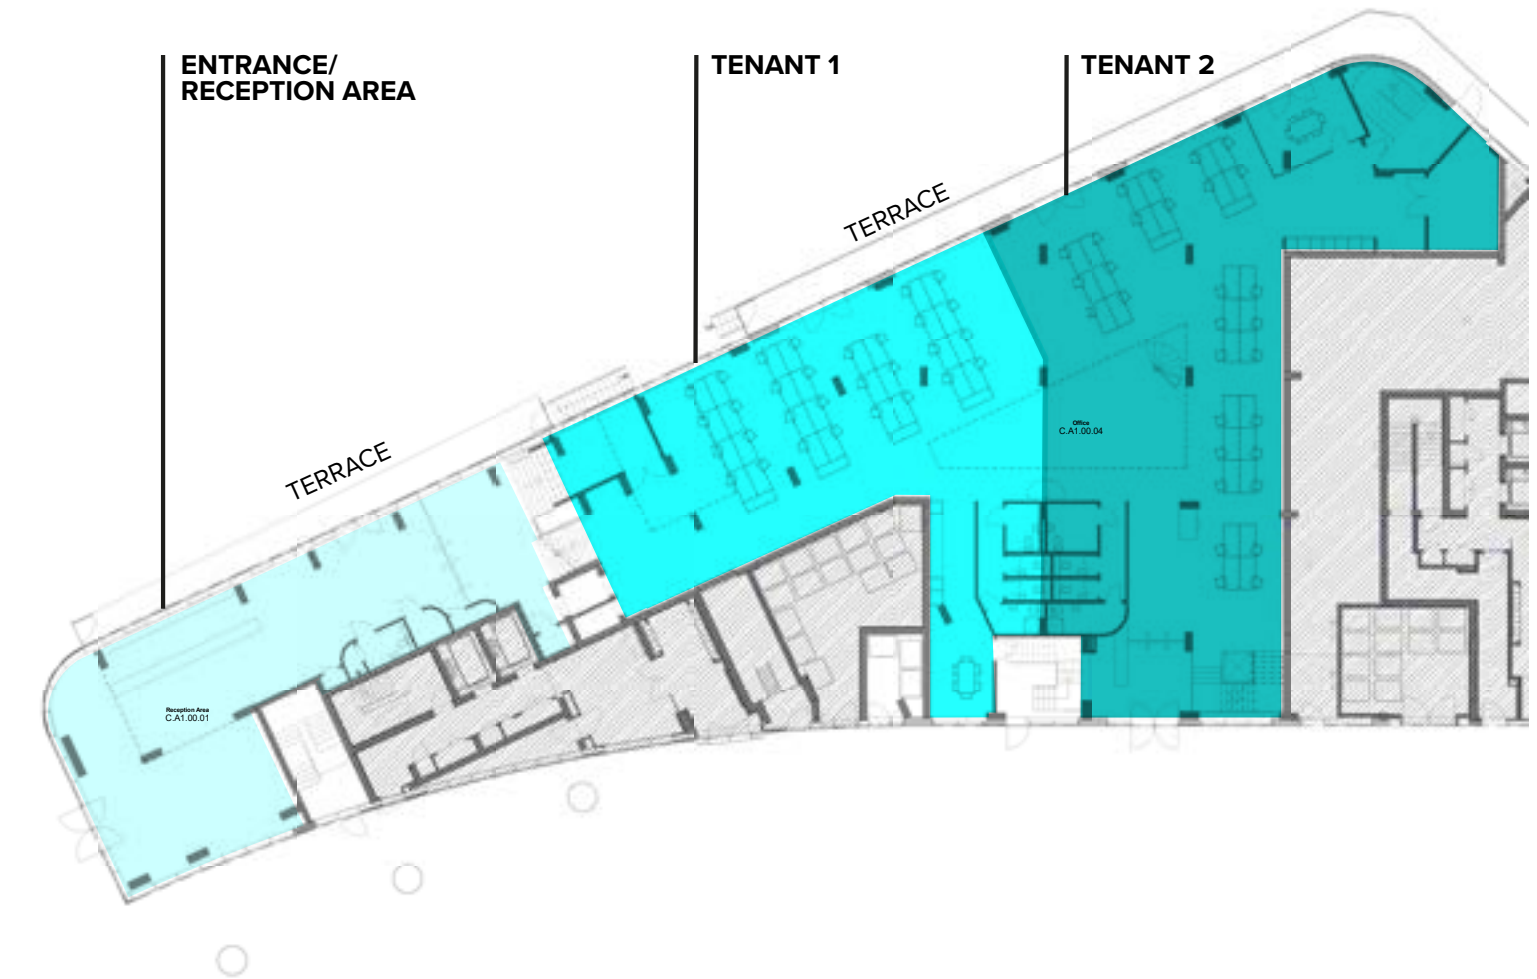 ENTRANCE/
RECEPTION AREA
TENANT 1
TENANT 2
TERRACE
TERRACE
Office
C.A1.00.04
Reception Area
C.A1.00.01